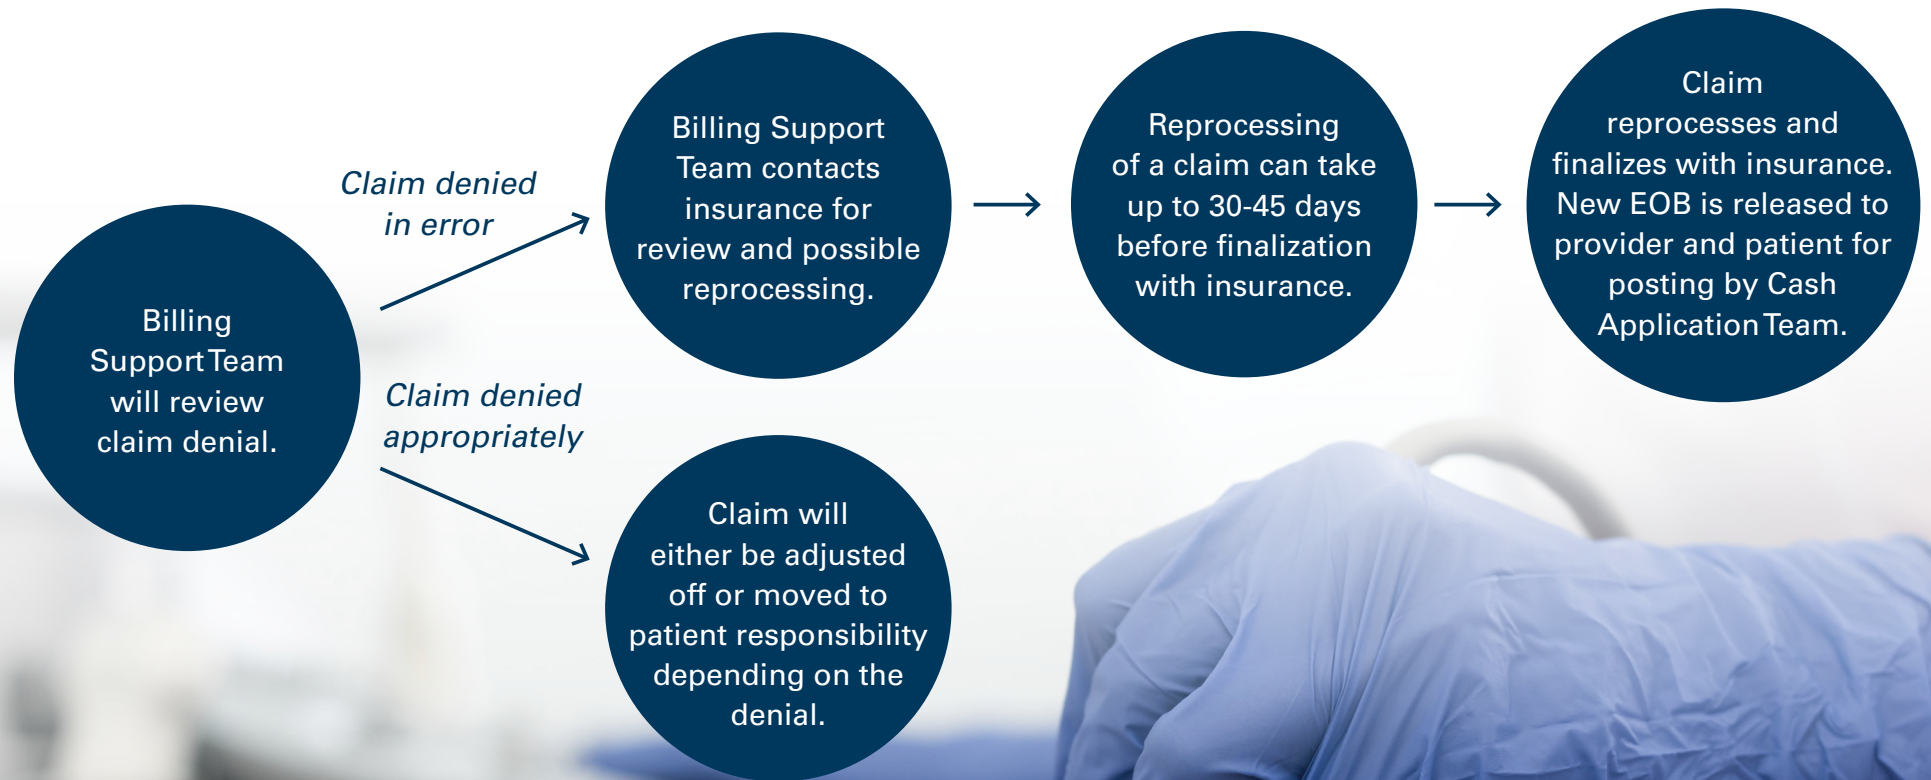 Billing
Support Team
will review
claim denial.
Claim denied
in error
Billing Support
Team contacts
insurance for
review and possible
reprocessing.
Reprocessing
of a claim can take
up to 30-45 days
before finalization
with insurance.
Claim
reprocesses and
finalizes with insurance.
New EOB is released to
provider and patient for
posting by Cash
Application Team.
Claim denied
appropriately
Claim will
either be adjusted
off or moved to
patient responsibility
depending on the
denial.